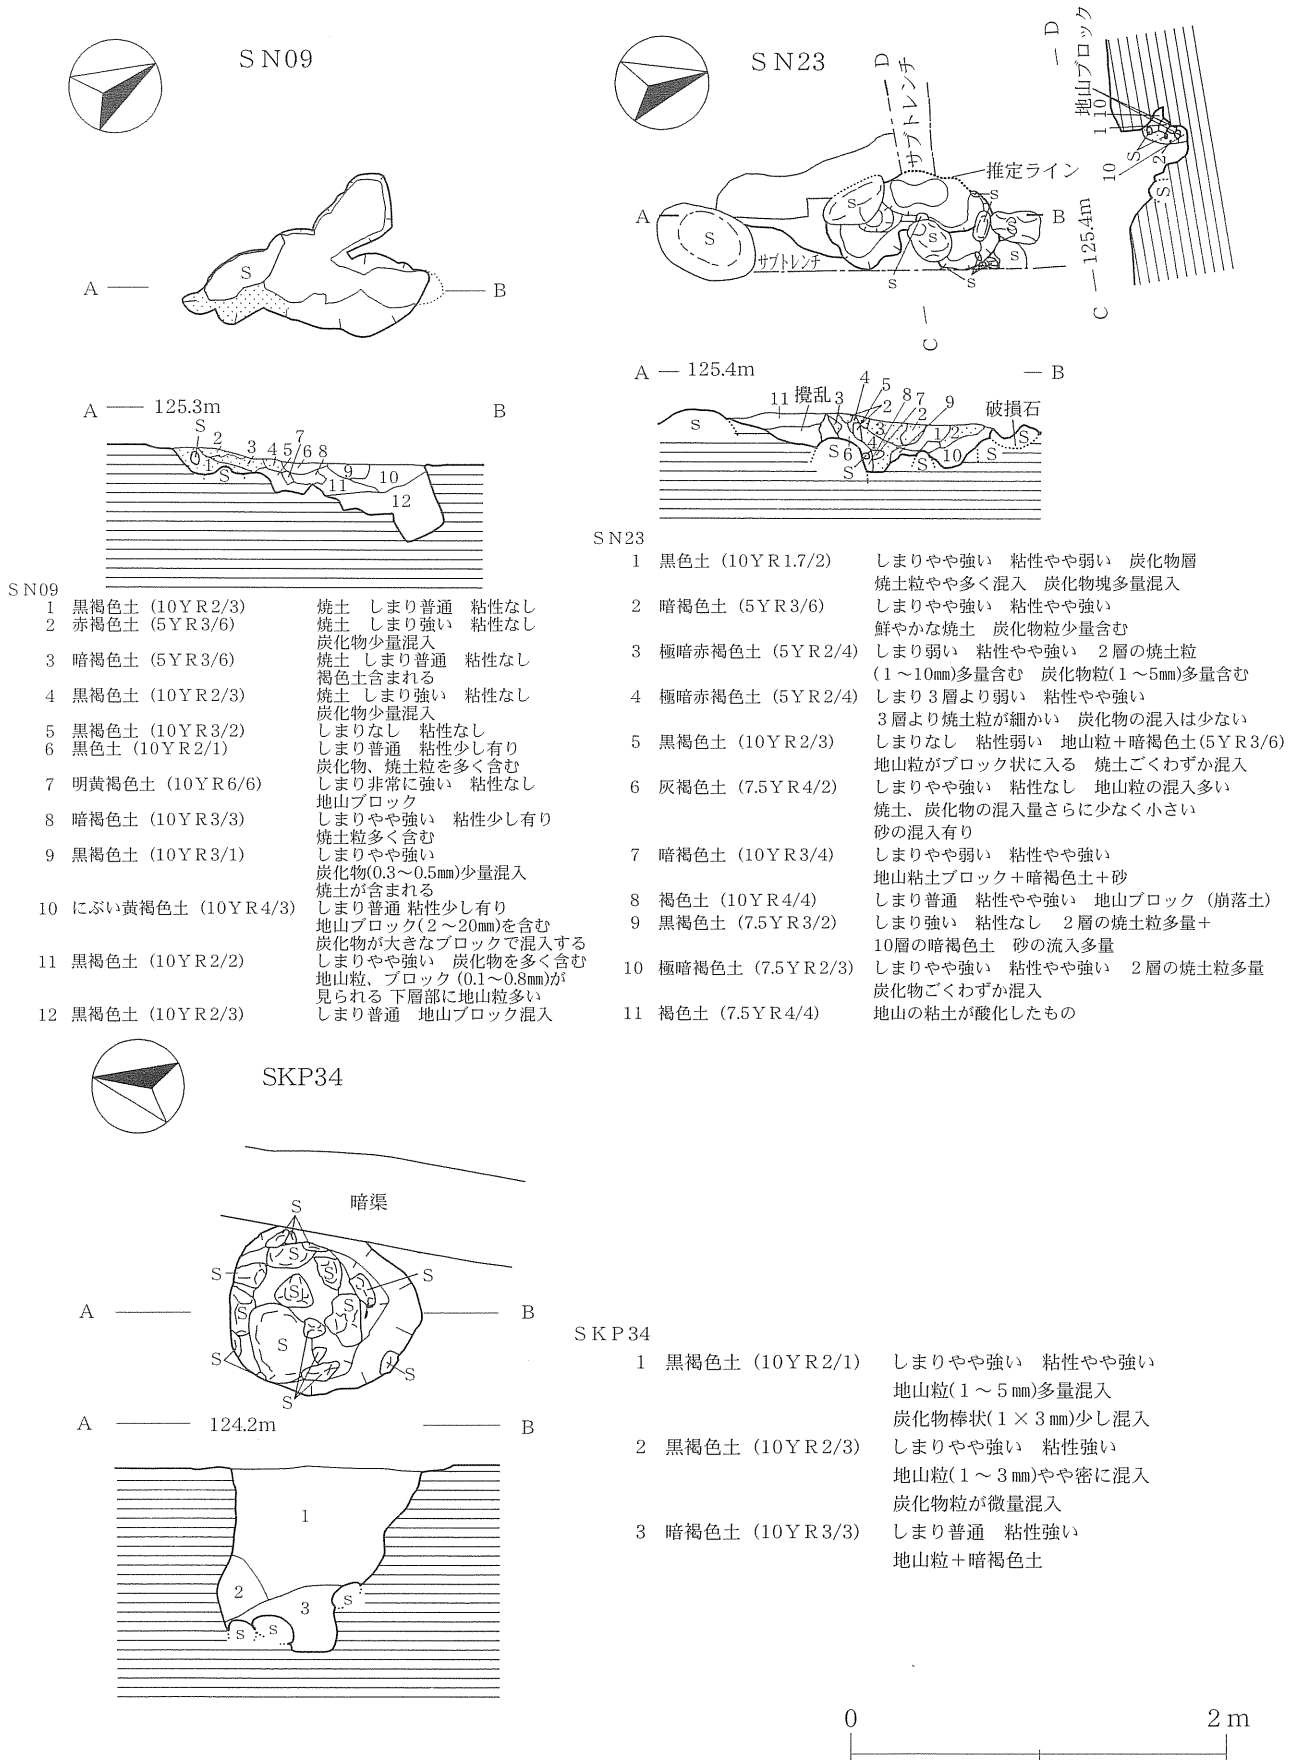 SN09
S
A
B
A 125.3m B
S
2
3
4
5
7
6
8
1
S
9
10
11
12
SN09
1 黒褐色土 (10YR2/3) 焼土 しまり普通 粘性なし
2 赤褐色土 (5YR3/6) 焼土 しまり強い 粘性なし
炭化物少量混入
3 暗褐色土 (5YR3/6) 焼土 しまり普通 粘性なし
褐色土含まれる
4 黒褐色土 (10YR2/3) 焼土 しまり強い 粘性なし
炭化物少量混入
5 黒褐色土 (10YR3/2) しまりなし 粘性なし
6 黒色土 (10YR2/1) しまり普通 粘性少し有り
炭化物、焼土粒を多く含む
7 明黄褐色土 (10YR6/6) しまり非常に強い 粘性なし
地山ブロック
8 暗褐色土 (10YR3/3) しまりやや強い 粘性少し有り
焼土粒多く含む
9 黒褐色土 (10YR3/1) しまりやや強い
炭化物(0.3～0.5㎜)少量混入
焼土が含まれる
10 にぶい黄褐色土 (10YR4/3) しまり普通 粘性少し有り
地山ブロック(2～20㎜)を含む
炭化物が大きなブロックで混入する
11 黒褐色土 (10YR2/2) しまりやや強い 炭化物を多く含む
地山粒、ブロック (0.1～0.8㎜)が
見られる 下層部に地山粒多い
12 黒褐色土 (10YR2/3) しまり普通 地山ブロック混入
SN23
D
サブトレンチ
推定ライン
A
B
S
S
S
S
S
S
S
S
S
サブトレンチ
C
D
地山ブロック
1
10
S
10
2
S
C 125.4m
A 125.4m B
11
攪乱
3
4
5
2
8
7
2
9
破損石
S
S
6
3
4
S
S
1
2
10
S
S
SN23
1 黒色土 (10YR1.7/2) しまりやや強い 粘性やや弱い 炭化物層
焼土粒やや多く混入 炭化物塊多量混入
2 暗褐色土 (5YR3/6) しまりやや強い 粘性やや強い
鮮やかな焼土 炭化物粒少量含む
3 極暗赤褐色土 (5YR2/4) しまり弱い 粘性やや強い 2層の焼土粒
(1～10㎜)多量含む 炭化物粒(1～5㎜)多量含む
4 極暗赤褐色土 (5YR2/4) しまり3層より弱い 粘性やや強い
3層より焼土粒が細かい 炭化物の混入は少ない
5 黒褐色土 (10YR2/3) しまりなし 粘性弱い 地山粒＋暗褐色土(5YR3/6)
地山粒がブロック状に入る 焼土ごくわずか混入
6 灰褐色土 (7.5YR4/2) しまりやや強い 粘性なし 地山粒の混入多い
焼土、炭化物の混入量さらに少なく小さい
砂の混入有り
7 暗褐色土 (10YR3/4) しまりやや弱い 粘性やや強い
地山粘土ブロック＋暗褐色土＋砂
8 褐色土 (10YR4/4) しまり普通 粘性やや強い 地山ブロック（崩落土）
9 黒褐色土 (7.5YR3/2) しまり強い 粘性なし 2層の焼土粒多量＋
10層の暗褐色土 砂の流入多量
10 極暗褐色土 (7.5YR2/3) しまりやや強い 粘性やや強い 2層の焼土粒多量
炭化物ごくわずか混入
11 褐色土 (7.5YR4/4) 地山の粘土が酸化したもの
SKP34
暗渠
S
S
S
S
S
S
S
S
S
S
S
S
S
A
B
A 124.2m B
1
2
3
S
S
S
SKP34
1 黒褐色土 (10YR2/1) しまりやや強い 粘性やや強い
地山粒(1～5㎜)多量混入
炭化物棒状(1×3㎜)少し混入
2 黒褐色土 (10YR2/3) しまりやや強い 粘性強い
地山粒(1～3㎜)やや密に混入
炭化物粒が微量混入
3 暗褐色土 (10YR3/3) しまり普通 粘性強い
地山粒＋暗褐色土
0 2m